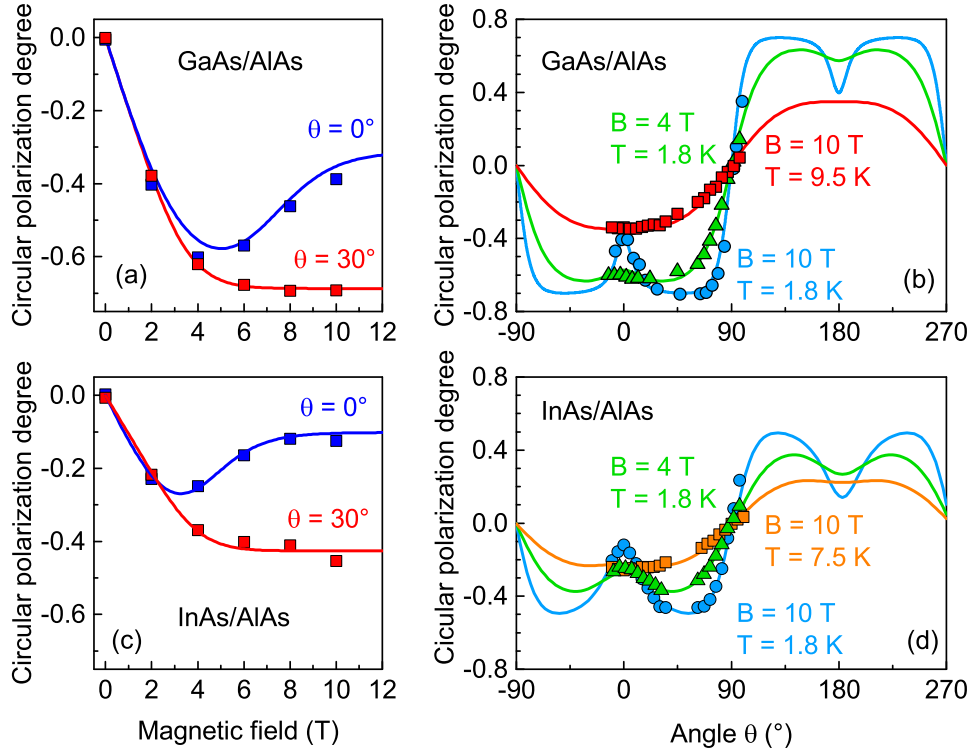 Circular polarization degree
0.0
-0.2
-0.4
-0.6
GaAs/AlAs
θ = 0°
θ = 30°
(a)
0 2 4 6 8 10 12
Circular polarization degree
0.8
0.4
0.0
-0.4
-0.8
GaAs/AlAs
B = 4 T
T = 1.8 K
B = 10 T
T = 9.5 K
B = 10 T
T = 1.8 K
(b)
-90 0 90 180 270
Circular polarization degree
0.0
-0.2
-0.4
-0.6
θ = 0°
θ = 30°
(c)
InAs/AlAs
0 2 4 6 8 10 12
Magnetic field (T)
Cicular polarization degree
0.8
0.4
0.0
-0.4
-0.8
InAs/AlAs
B = 4 T
T = 1.8 K
B = 10 T
T = 7.5 K
B = 10 T
T = 1.8 K
(d)
-90 0 90 180 270
Angle θ (°)